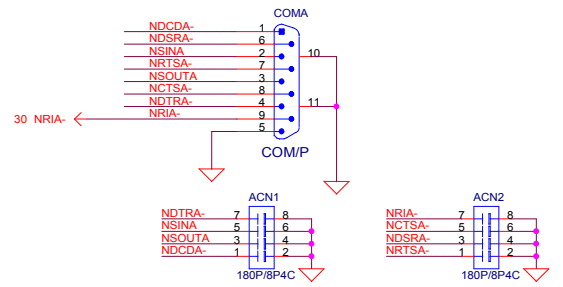 COMA
NDCDA- 1
NDSRA- 6
NSINA 2 10
NRTSA- 7
NSOUTA 3
NCTSA- 8
NDTRA- 4 11
30 NRIA- NRIA- 9
5
COM/P
ACN1
NDTRA- 7 8
NSINA 5 6
NSOUTA 3 4
NDCDA- 1 2
180P/8P4C
ACN2
NRIA- 7 8
NCTSA- 5 6
NDSRA- 3 4
NRTSA- 1 2
180P/8P4C